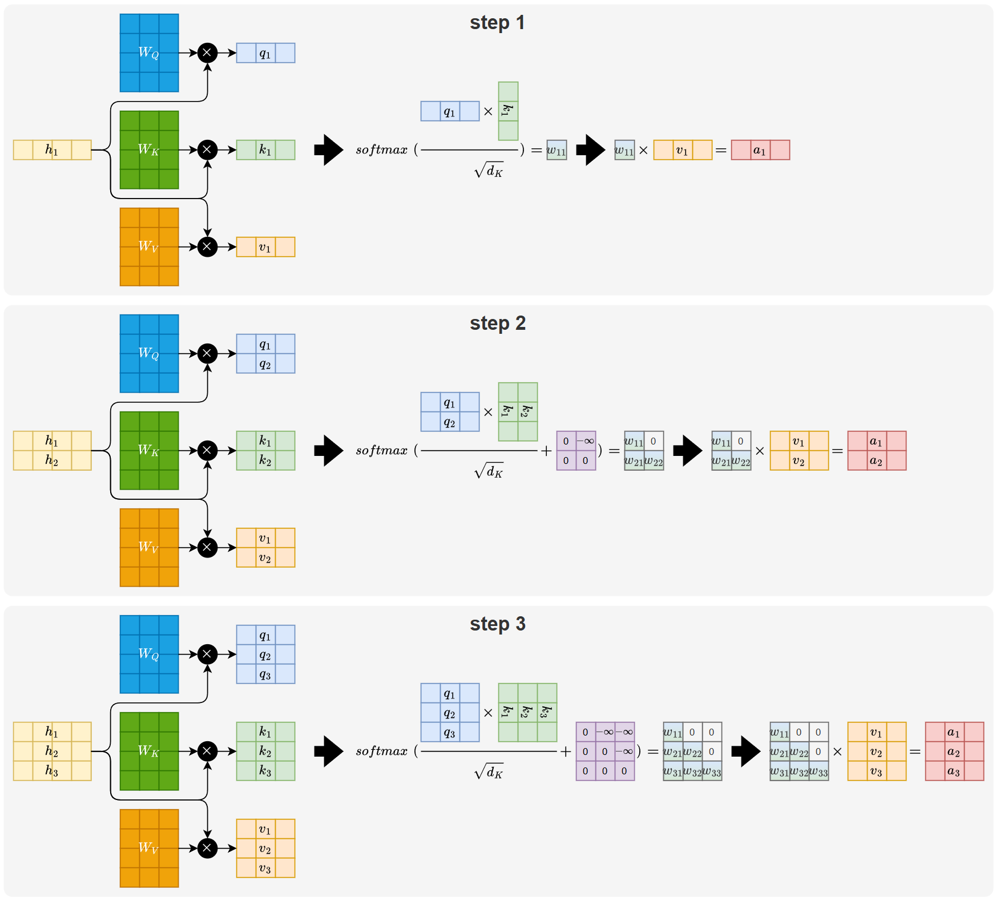 step 1
W_Q × q_1
h_1 W_K × k_1
W_V × v_1
q_1 × k_1
softmax ( √d_K ) = w_11
w_11 × v_1 = a_1
step 2
W_Q × q_1
q_2
h_1
h_2
W_K × k_1
k_2
W_V × v_1
v_2
q_1
q_2
× k_1 k_2
softmax ( √d_K + 0 −∞
0 0 ) = w_11 0
w_21 w_22
w_11 0
w_21 w_22
× v_1
v_2
= a_1
a_2
step 3
W_Q × q_1
q_2
q_3
h_1
h_2
h_3
W_K × k_1
k_2
k_3
W_V × v_1
v_2
v_3
q_1
q_2
q_3
× k_1 k_2 k_3
softmax ( √d_K + 0 −∞ −∞
0 0 −∞
0 0 0 ) = w_11 0 0
w_21 w_22 0
w_31 w_32 w_33
w_11 0 0
w_21 w_22 0
w_31 w_32 w_33
× v_1
v_2
v_3
= a_1
a_2
a_3